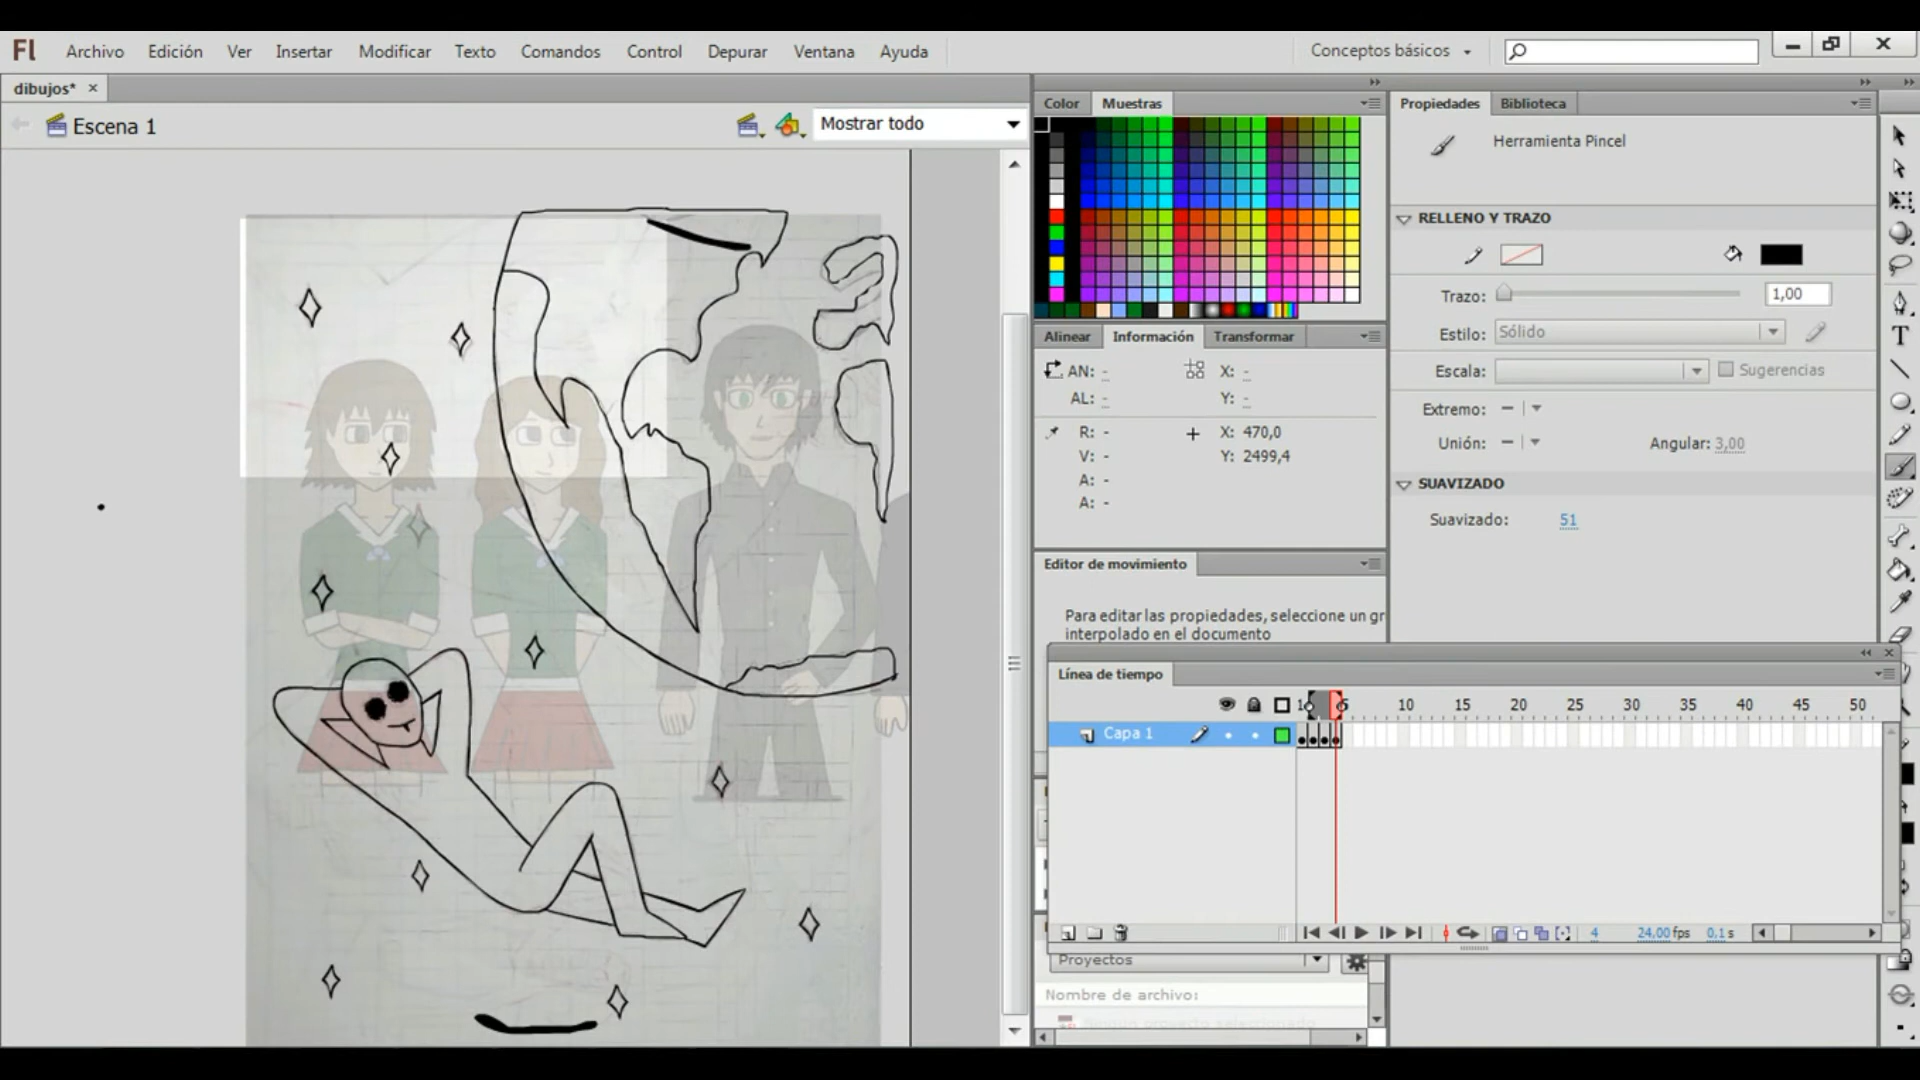 Fl Archivo Edición Ver Insertar Modificar Texto Comandos Control Depurar Ventana Ayuda Conceptos básicos
dibujos* ×
Escena 1 Mostrar todo
Color Muestras
Alinear Información Transformar
AN: - X: -
AL: - Y: -
R: - X: 470,0
V: - Y: 2499,4
A: -
A: -
Editor de movimiento
Para editar las propiedades, seleccione un gr
interpolado en el documento
Propiedades Biblioteca
Herramienta Pincel
RELLENO Y TRAZO
Trazo: 1,00
Estilo: Sólido
Escala: Sugerencias
Extremo:
Unión: Angular: 3,00
SUAVIZADO
Suavizado: 51
Línea de tiempo
1 5 10 15 20 25 30 35 40 45 50
Capa 1
4 24,00 fps 0,1 s
Proyectos
Nombre de archivo: